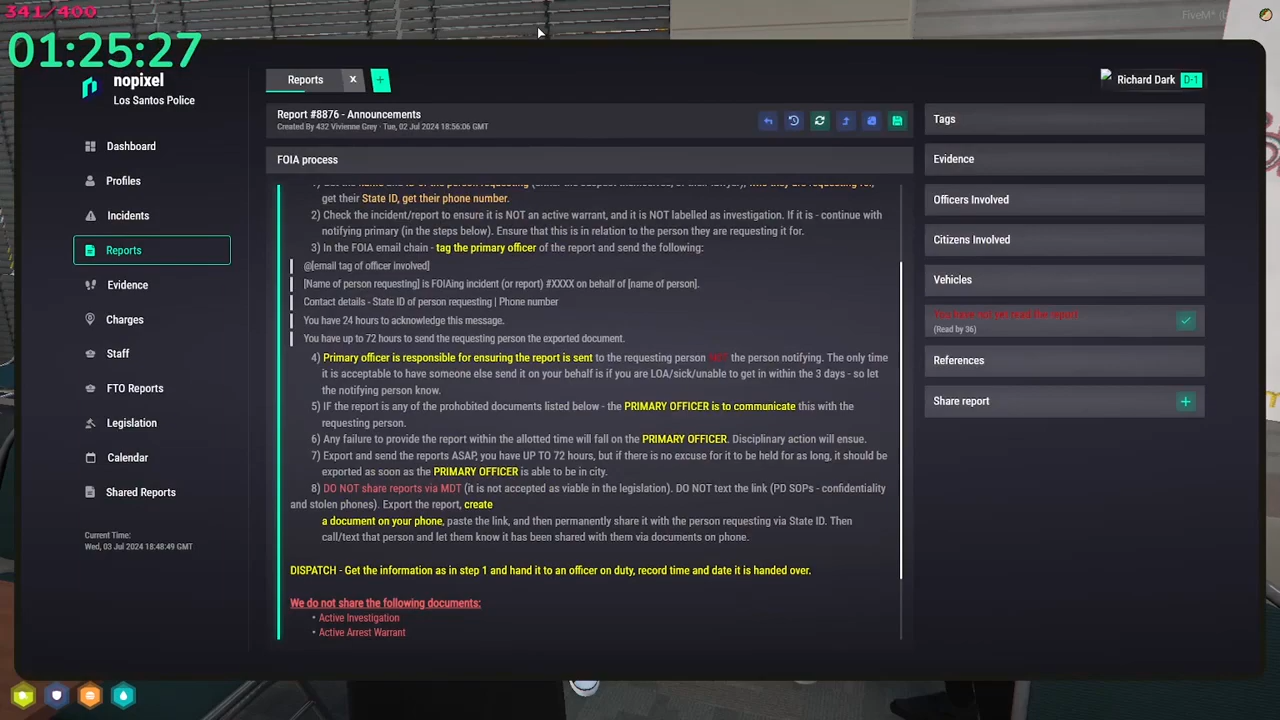 341/400
FiveM®
01:25:27
nopixel
Los Santos Police
Reports
x
+
Richard Dark D-1
Report #8876 - Announcements
Created By 432 Vivienne Grey · Tue, 02 Jul 2024 18:56:06 GMT
FOIA process
get their State ID, get their phone number.
2) Check the incident/report to ensure it is NOT an active warrant, and it is NOT labelled as investigation. If it is - continue with
notifying primary (in the steps below). Ensure that this is in relation to the person they are requesting it for.
3) In the FOIA email chain - tag the primary officer of the report and send the following:
@[email tag of officer involved]
[Name of person requesting] is FOIAing incident (or report) #XXXX on behalf of [name of person].
Contact details - State ID of person requesting | Phone number
You have 24 hours to acknowledge this message.
You have up to 72 hours to send the requesting person the exported document.
4) Primary officer is responsible for ensuring the report is sent to the requesting person NOT the person notifying. The only time
it is acceptable to have someone else send it on your behalf is if you are LOA/sick/unable to get in within the 3 days - so let
the notifying person know.
5) IF the report is any of the prohobited documents listed below - the PRIMARY OFFICER is to communicate this with the
requesting person.
6) Any failure to provide the report within the allotted time will fall on the PRIMARY OFFICER. Disciplinary action will ensue.
7) Export and send the reports ASAP, you have UP TO 72 hours, but if there is no excuse for it to be held for as long, it should be
exported as soon as the PRIMARY OFFICER is able to be in city.
8) DO NOT share reports via MDT (it is not accepted as viable in the legislation). DO NOT text the link (PD SOPs - confidentiality
and stolen phones). Export the report, create
a document on your phone, paste the link, and then permanently share it with the person requesting via State ID. Then
call/text that person and let them know it has been shared with them via documents on phone.
DISPATCH - Get the information as in step 1 and hand it to an officer on duty, record time and date it is handed over.
We do not share the following documents:
• Active Investigation
• Active Arrest Warrant
Dashboard
Profiles
Incidents
Reports
Evidence
Charges
Staff
FTO Reports
Legislation
Calendar
Shared Reports
Current Time:
Wed, 03 Jul 2024 18:48:49 GMT
Tags
Evidence
Officers Involved
Citizens Involved
Vehicles
You have not yet read the report
(Read by 36)
References
Share report
+